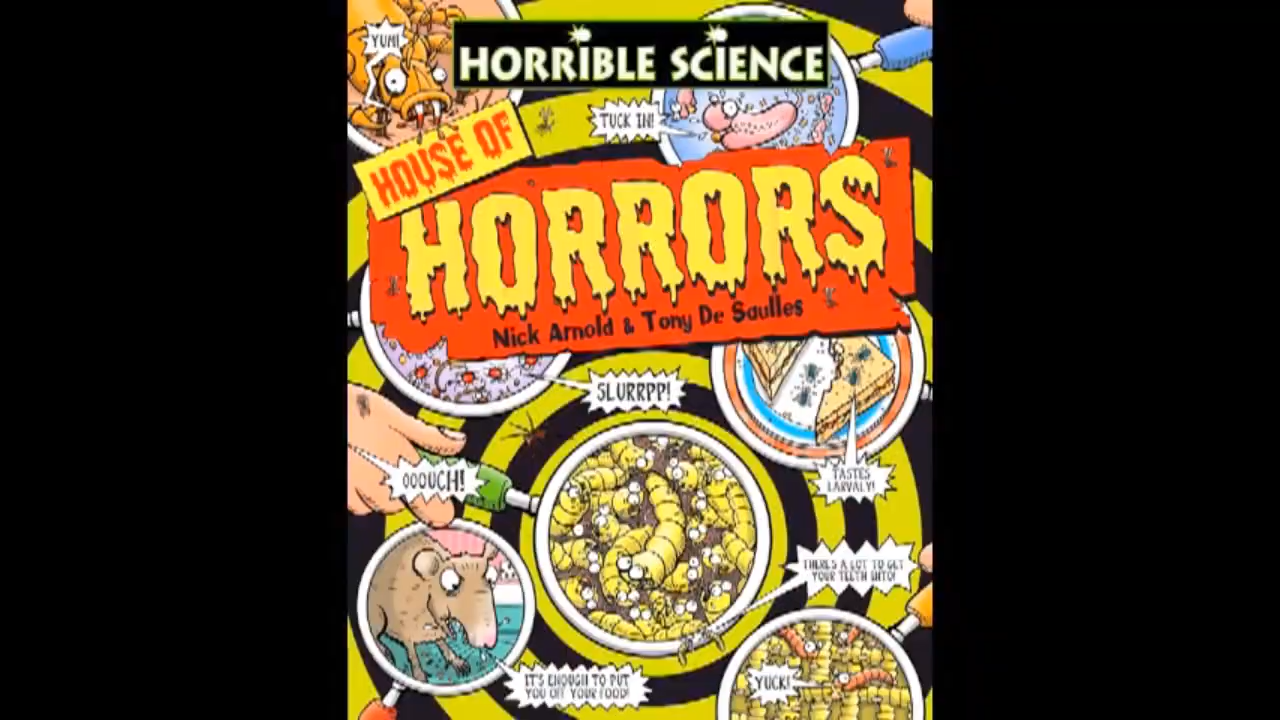 YUM!
HORRIBLE SCIENCE
TUCK IN!
HOUSE OF
HORRORS
Nick Arnold & Tony De Saulles
SLURRPP!
OOOUCH!
TASTES
LARVALY!
THERE'S A LOT TO GET
YOUR TEETH INTO!
IT'S ENOUGH TO PUT
YOU OFF YOUR FOOD!
YUCK!